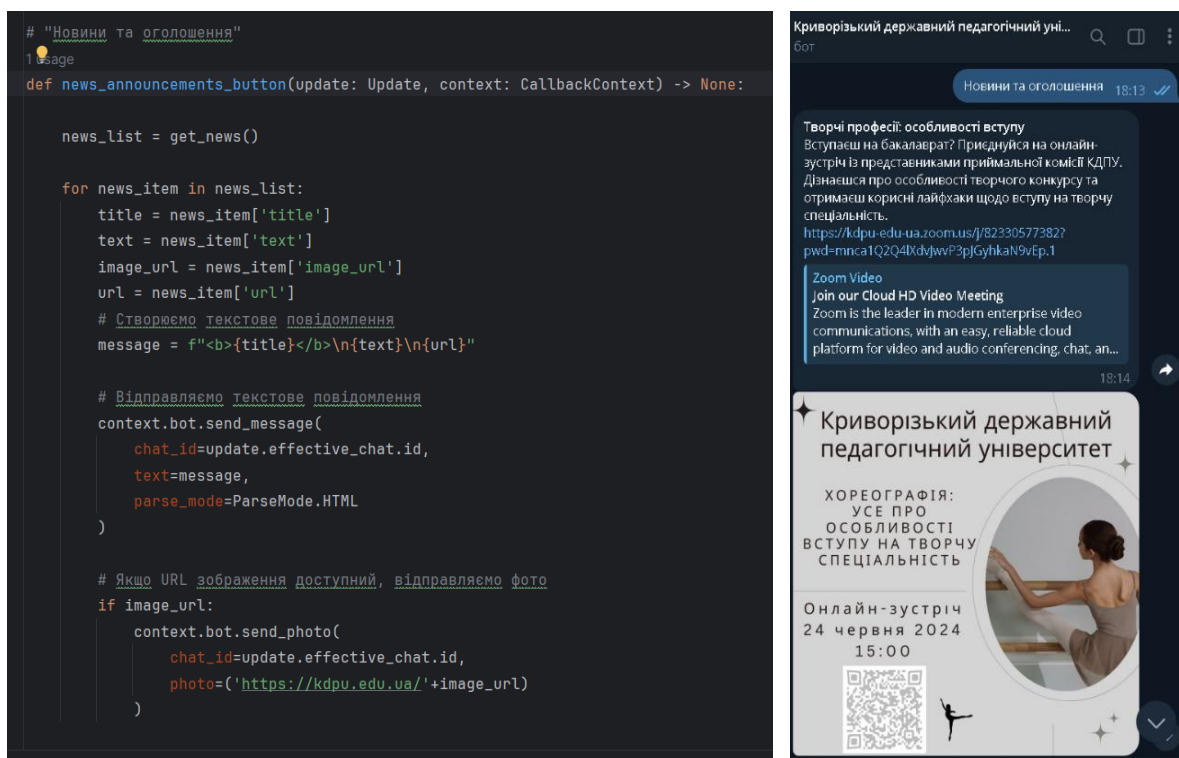 # "Новини та оголошення"
1 usage
def news_announcements_button(update: Update, context: CallbackContext) -> None:
news_list = get_news()
for news_item in news_list:
title = news_item['title']
text = news_item['text']
image_url = news_item['image_url']
url = news_item['url']
# Створюємо текстове повідомлення
message = f"<b>{title}</b>\n{text}\n{url}"
# Відправляємо текстове повідомлення
context.bot.send_message(
chat_id=update.effective_chat.id,
text=message,
parse_mode=ParseMode.HTML
)
# Якщо URL зображення доступний, відправляємо фото
if image_url:
context.bot.send_photo(
chat_id=update.effective_chat.id,
photo=('https://kdpu.edu.ua/'+image_url)
)
Криворізький державний педагогічний уні...
бот
Новини та оголошення 18:13
Творчі професії: особливості вступу
Вступаєш на бакалаврат? Приєднуйся на онлайн-
зустріч із представниками приймальної комісії КДПУ.
Дізнаєшся про особливості творчого конкурсу та
отримаєш корисні лайфхаки щодо вступу на творчу
спеціальність.
https://kdpu-edu-ua.zoom.us/j/82330577382?
Zoom Video
Join our Cloud HD Video Meeting
Zoom is the leader in modern enterprise video
communications, with an easy, reliable cloud
platform for video and audio conferencing, chat, an...
18:14
Криворізький державний
педагогічний університет
ХОРЕОГРАФІЯ:
УСЕ ПРО
ОСОБЛИВОСТІ
ВСТУПУ НА ТВОРЧУ
СПЕЦІАЛЬНІСТЬ
Онлайн-зустріч
24 червня 2024
15:00